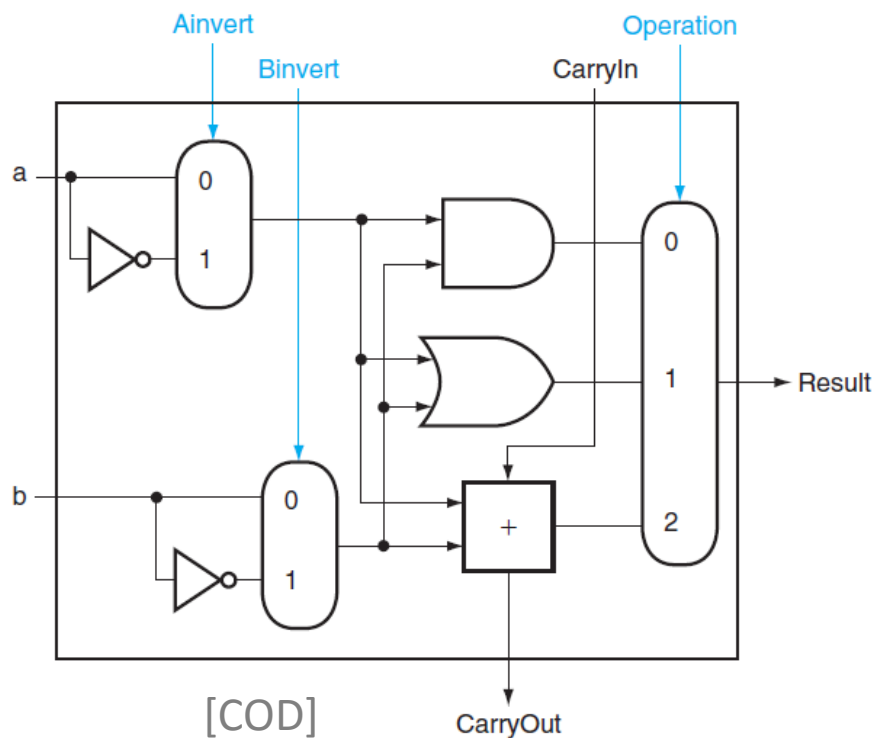 Ainvert
Operation
Binvert
CarryIn
a
0
1
0
1
Result
b
0
1
+
2
[COD]
CarryOut